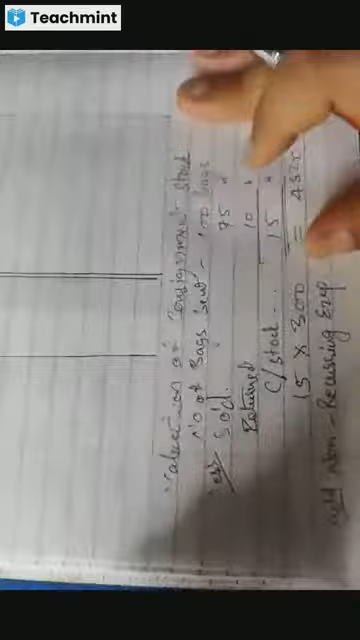 Teachmint
Valuation of Consignment Stock
No of Bags Sent - 100 Bags
Less Sold. 75 "
Returned 10 "
C/stock... 15 "
15 X 300 =
Add Non-Recurring Exp